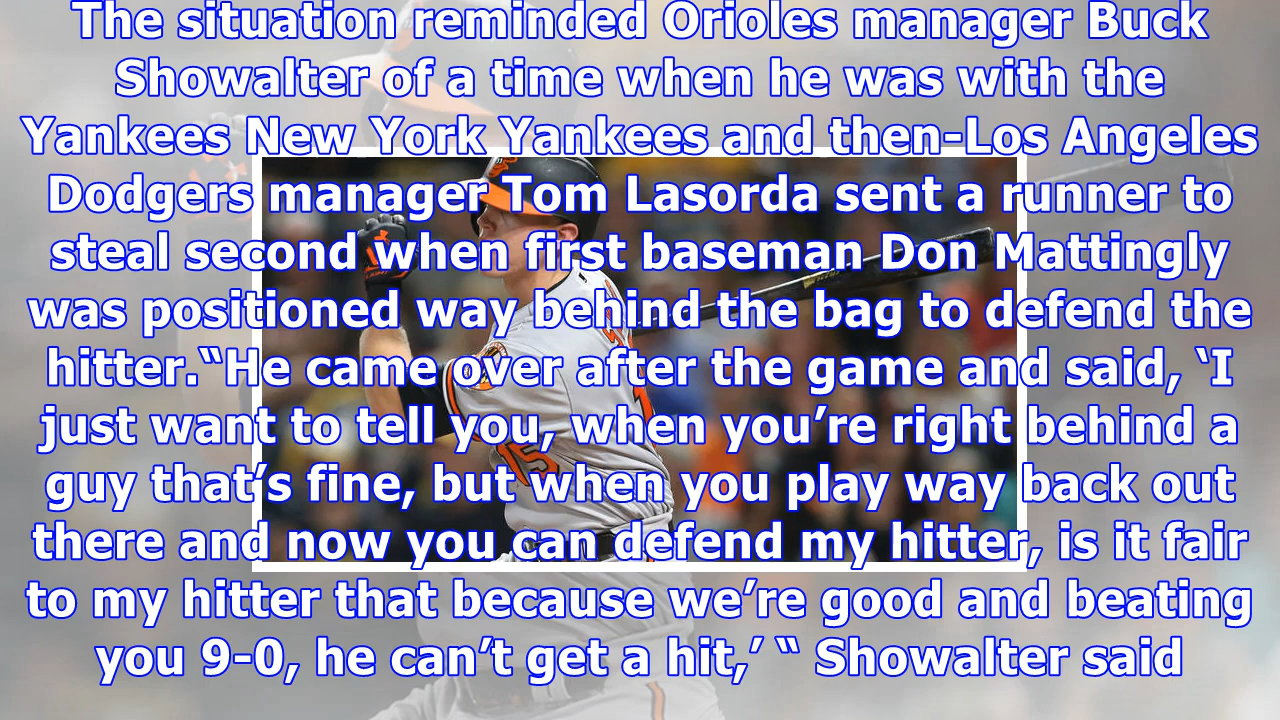 The situation reminded Orioles manager Buck
Showalter of a time when he was with the
Yankees New York Yankees and then-Los Angeles
Dodgers manager Tom Lasorda sent a runner to
steal second when first baseman Don Mattingly
was positioned way behind the bag to defend the
hitter.“He came over after the game and said, ‘I
just want to tell you, when you’re right behind a
guy that’s fine, but when you play way back out
there and now you can defend my hitter, is it fair
to my hitter that because we’re good and beating
you 9-0, he can’t get a hit,’ “ Showalter said
15